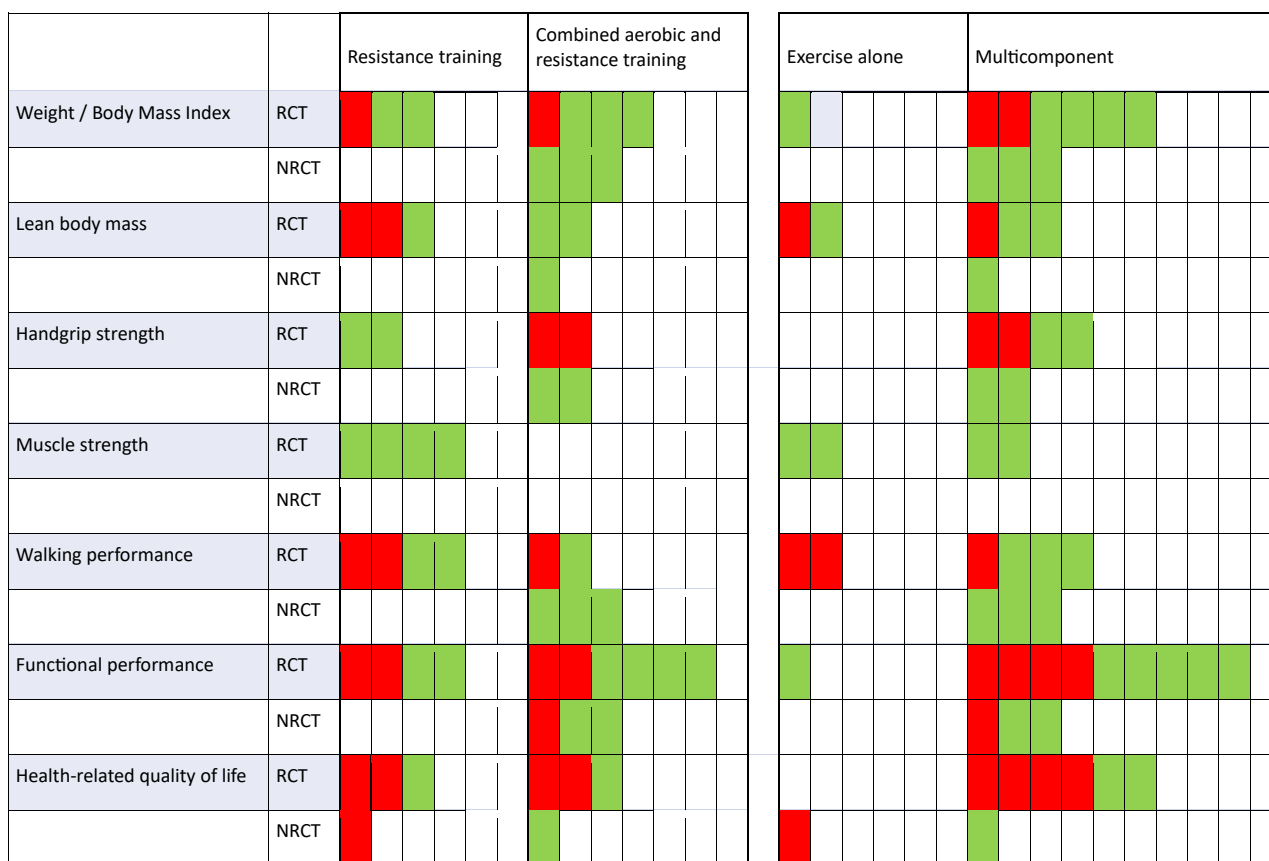 Resistance training
Combined aerobic and
resistance training
Exercise alone
Multicomponent
Weight / Body Mass Index
RCT
NRCT
Lean body mass
RCT
NRCT
Handgrip strength
RCT
NRCT
Muscle strength
RCT
NRCT
Walking performance
RCT
NRCT
Functional performance
RCT
NRCT
Health-related quality of life
RCT
NRCT